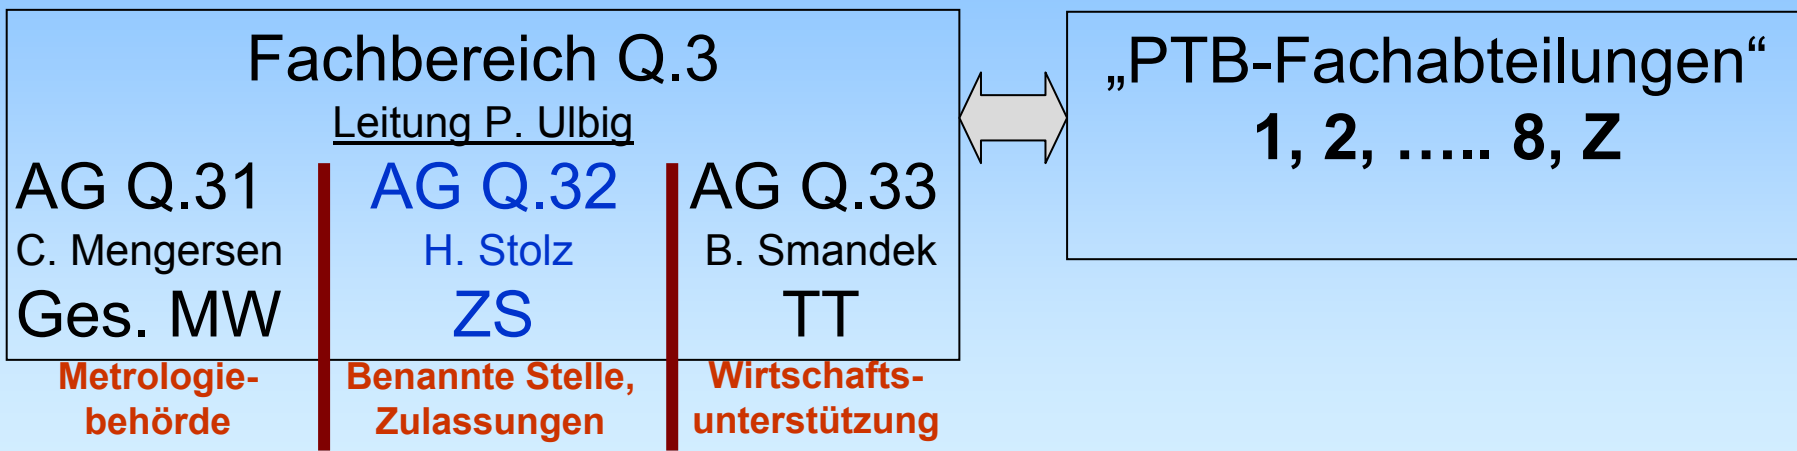 Fachbereich Q.3
Leitung P. Ulbig
AG Q.31
C. Mengersen
Ges. MW
Metrologie-
behörde
AG Q.32
H. Stolz
ZS
Benannte Stelle,
Zulassungen
AG Q.33
B. Smandek
TT
Wirtschafts-
unterstützung
„PTB-Fachabteilungen“
1, 2, ….. 8, Z